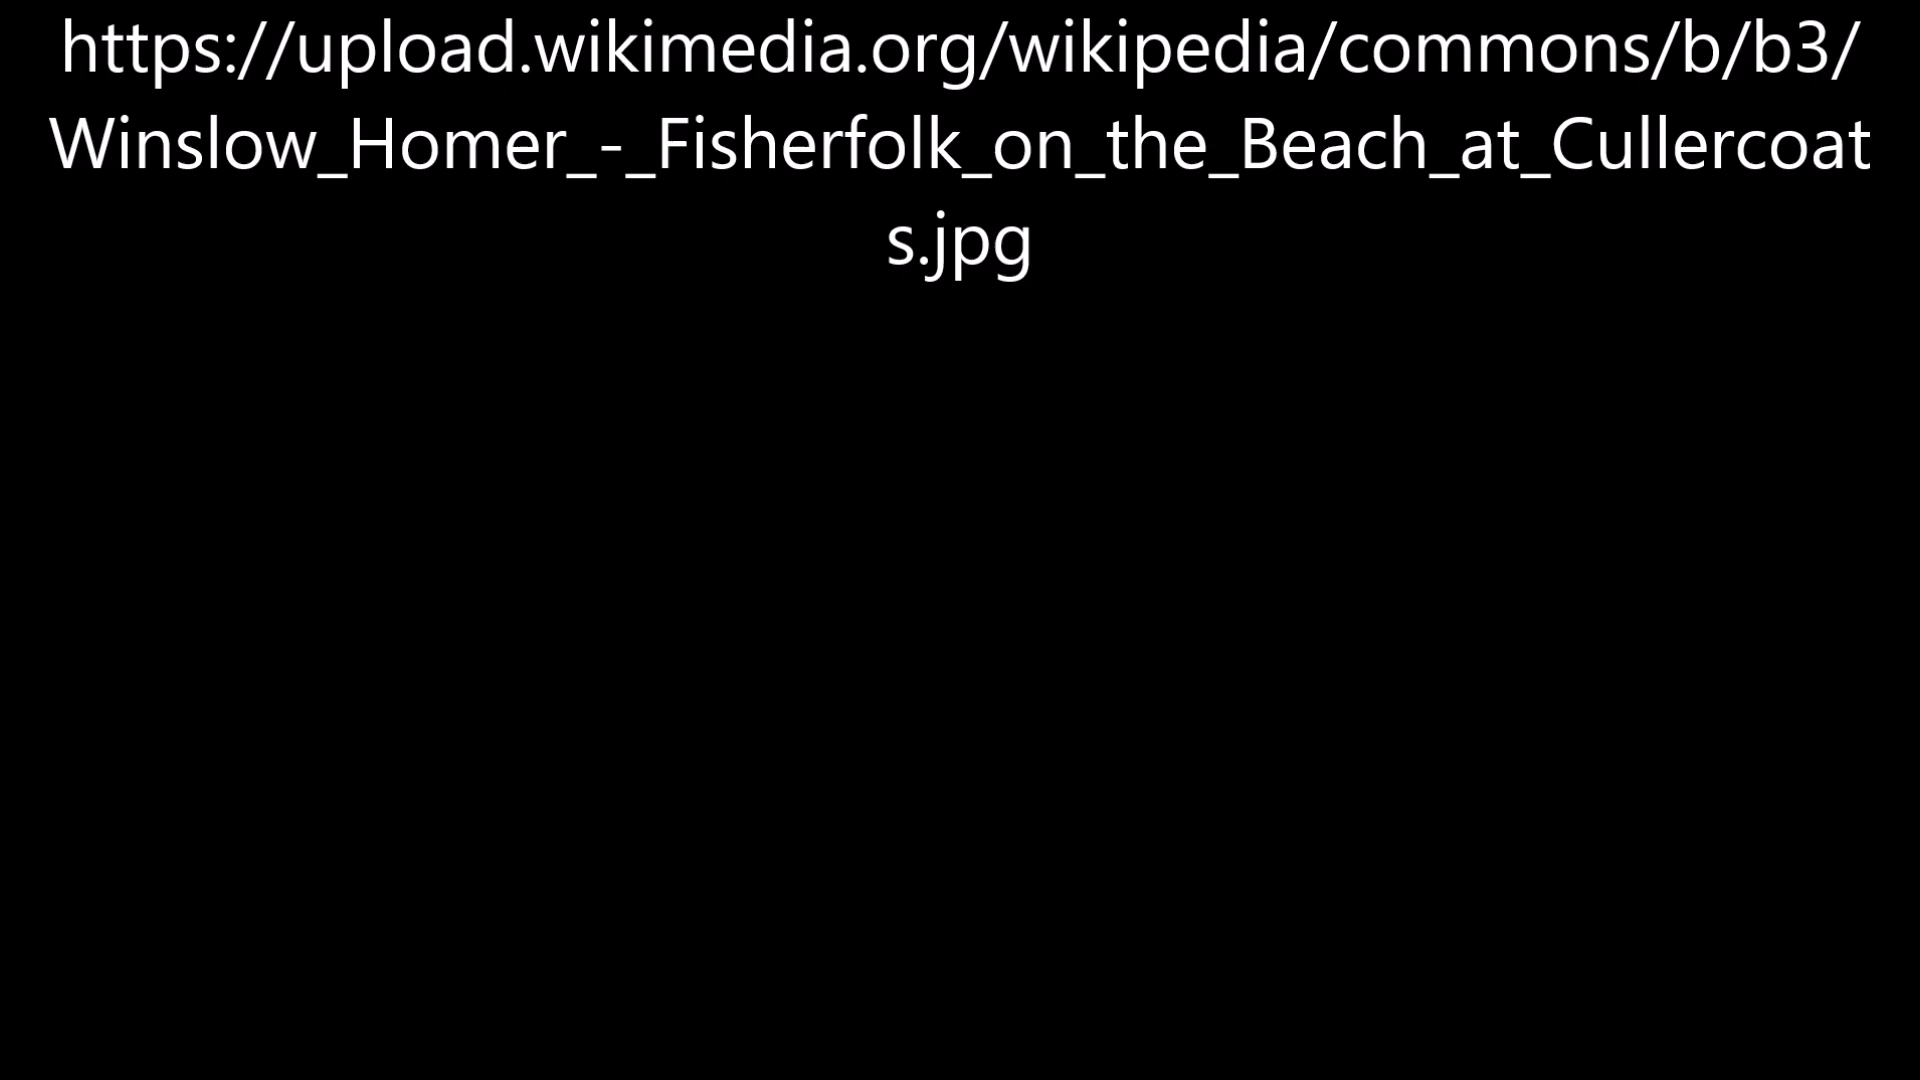 https://upload.wikimedia.org/wikipedia/commons/b/b3/
Winslow_Homer_-_Fisherfolk_on_the_Beach_at_Cullercoat
s.jpg